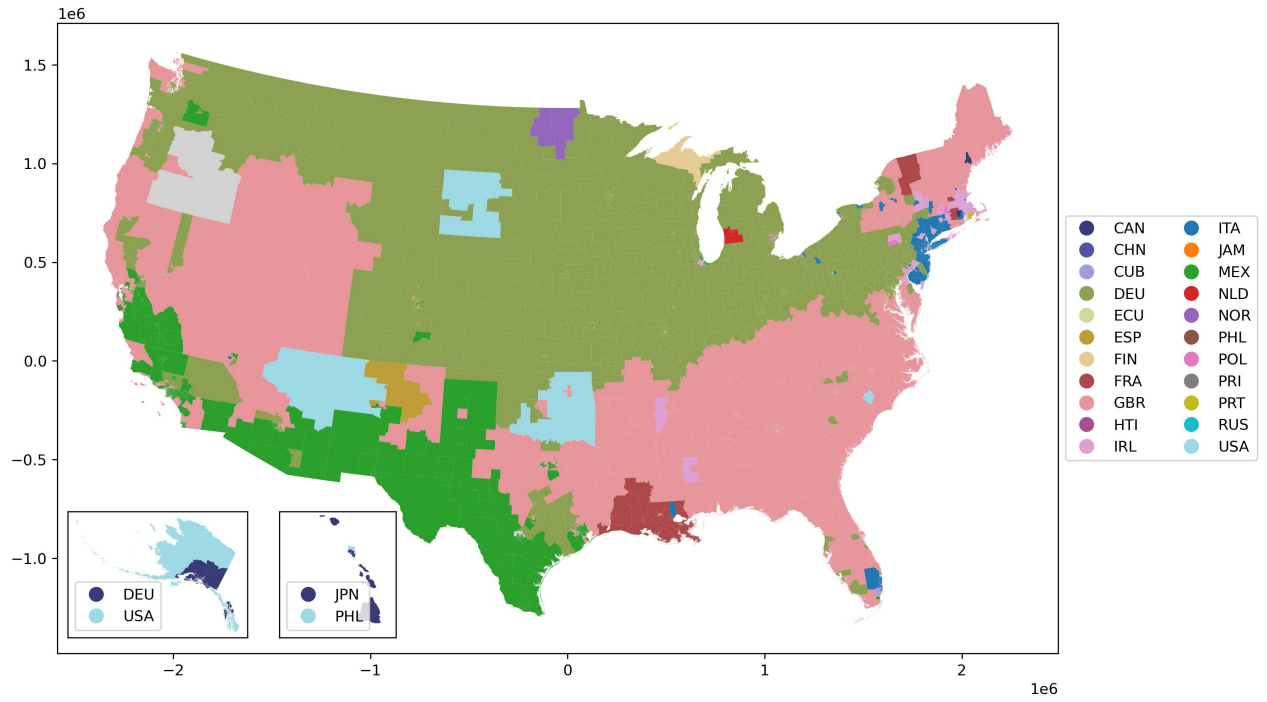 1e6
1.5
1.0
0.5
0.0
−0.5
−1.0
−2
−1
0
1
2
1e6
CAN
CHN
CUB
DEU
ECU
ESP
FIN
FRA
GBR
HTI
IRL
ITA
JAM
MEX
NLD
NOR
PHL
POL
PRI
PRT
RUS
USA
DEU
USA
JPN
PHL